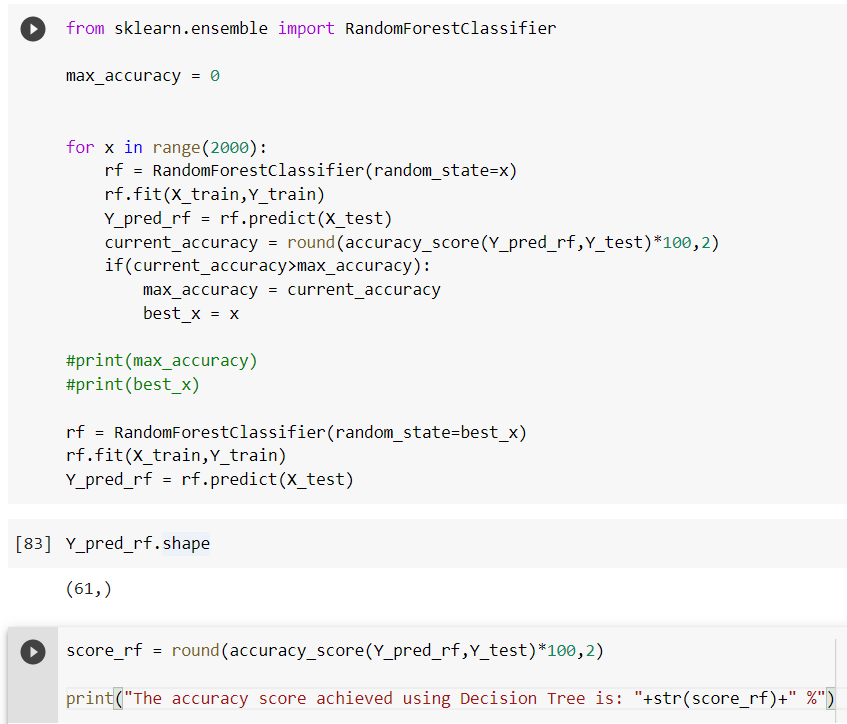 from sklearn.ensemble import RandomForestClassifier
max_accuracy = 0
for x in range(2000):
    rf = RandomForestClassifier(random_state=x)
    rf.fit(X_train,Y_train)
    Y_pred_rf = rf.predict(X_test)
    current_accuracy = round(accuracy_score(Y_pred_rf,Y_test)*100,2)
    if(current_accuracy>max_accuracy):
        max_accuracy = current_accuracy
        best_x = x
#print(max_accuracy)
#print(best_x)
rf = RandomForestClassifier(random_state=best_x)
rf.fit(X_train,Y_train)
Y_pred_rf = rf.predict(X_test)
[83] Y_pred_rf.shape
(61,)
score_rf = round(accuracy_score(Y_pred_rf,Y_test)*100,2)
print("The accuracy score achieved using Decision Tree is: "+str(score_rf)+" %")